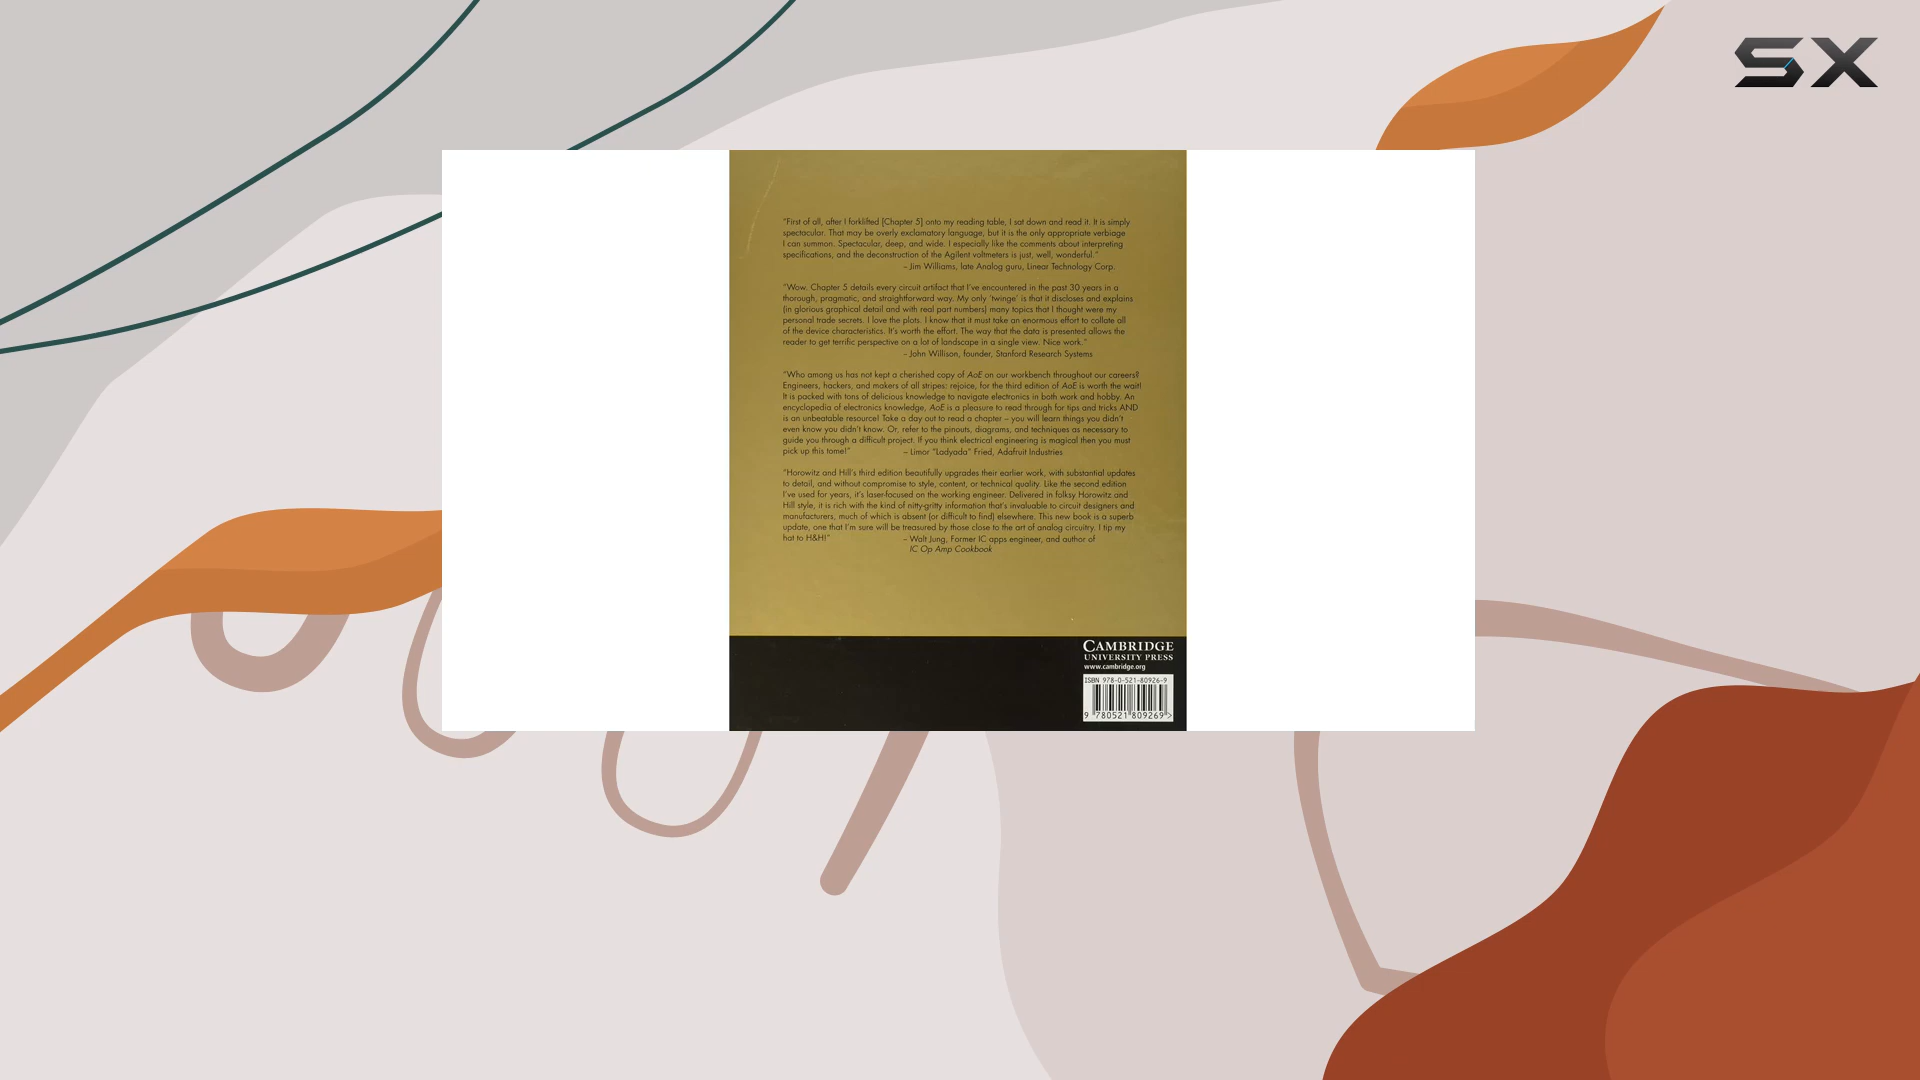 SX
“First of all, after I forklifted [Chapter 5] onto my reading table, I sat down and read it. It is simply
spectacular. That may be overly exclamatory language, but it is the only appropriate verbiage
I can summon. Spectacular, deep, and wide. I especially like the comments about interpreting
specifications, and the deconstruction of the Agilent voltmeters is just, well, wonderful.”
– Jim Williams, late Analog guru, Linear Technology Corp.
“Wow. Chapter 5 details every circuit artifact that I’ve encountered in the past 30 years in a
thorough, pragmatic, and straightforward way. My only ‘twinge’ is that it discloses and explains
(in glorious graphical detail and with real part numbers) many topics that I thought were my
personal trade secrets. I love the plots. I know that it must take an enormous effort to collate all
of the device characteristics. It’s worth the effort. The way that the data is presented allows the
reader to get terrific perspective on a lot of landscape in a single view. Nice work.”
– John Willison, founder, Stanford Research Systems
“Who among us has not kept a cherished copy of AoE on our workbench throughout our careers?
Engineers, hackers, and makers of all stripes: rejoice, for the third edition of AoE is worth the wait!
It is packed with tons of delicious knowledge to navigate electronics in both work and hobby. An
encyclopedia of electronics knowledge, AoE is a pleasure to read through for tips and tricks AND
is an unbeatable resource! Take a day out to read a chapter – you will learn things you didn’t
even know you didn’t know. Or, refer to the pinouts, diagrams, and techniques as necessary to
guide you through a difficult project. If you think electrical engineering is magical then you must
pick up this tome!” – Limor “Ladyada” Fried, Adafruit Industries
“Horowitz and Hill’s third edition beautifully upgrades their earlier work, with substantial updates
to detail, and without compromise to style, content, or technical quality. Like the second edition
I’ve used for years, it’s laser-focused on the working engineer. Delivered in folksy Horowitz and
Hill style, it is rich with the kind of nitty-gritty information that’s invaluable to circuit designers and
manufacturers, much of which is absent (or difficult to find) elsewhere. This new book is a superb
update, one that I’m sure will be treasured by those close to the art of analog circuitry. I tip my
hat to H&H!” – Walt Jung, Former IC apps engineer, and author of
IC Op Amp Cookbook
CAMBRIDGE
UNIVERSITY PRESS
www.cambridge.org
ISBN 978-0-521-80926-9
9 780521 809269 >